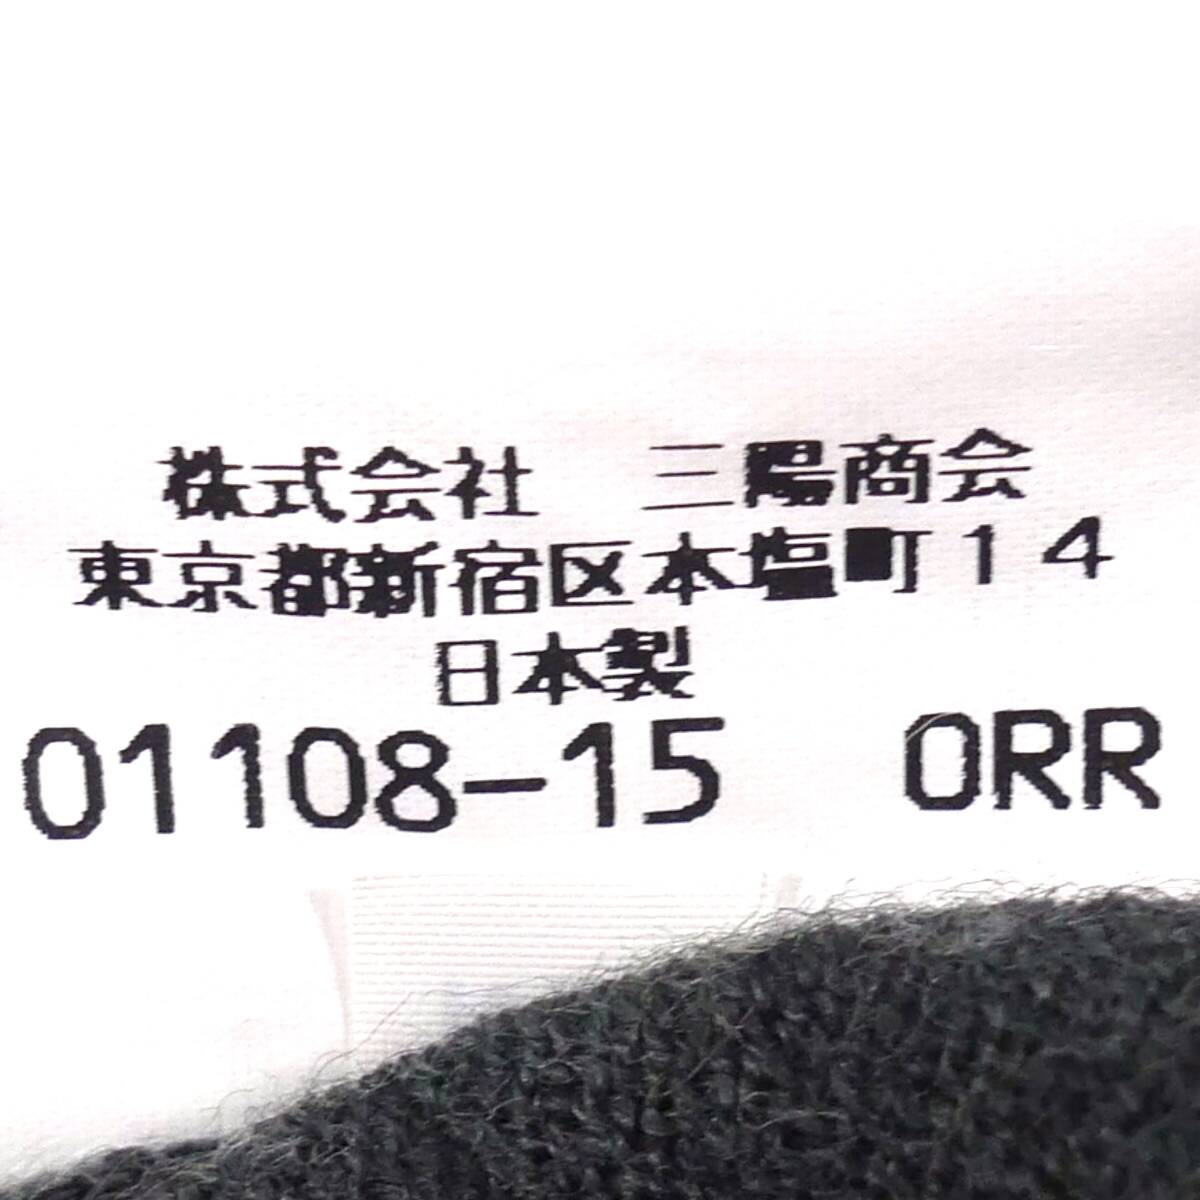 株式会社　三陽商会
東京都新宿区本塩町１４
日本製
01108-15 ORR